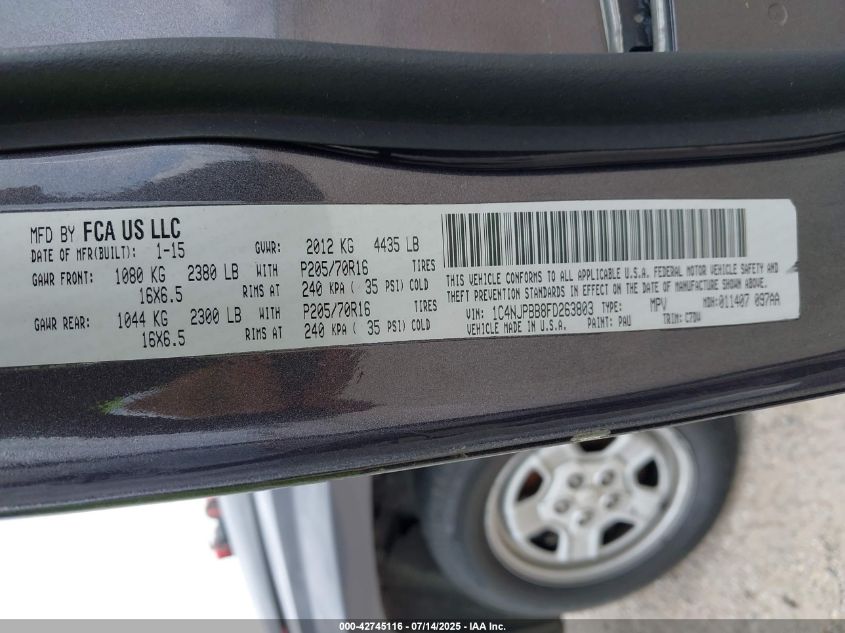 MFD BY FCA US LLC
DATE OF MFR(BUILT): 1-15 GVWR: 2012 KG 4435 LB
GAWR FRONT: 1080 KG 2380 LB WITH P205/70R16 TIRES
16X6.5 RIMS AT 240 KPA ( 35 PSI) COLD
GAWR REAR: 1044 KG 2300 LB WITH P205/70R16 TIRES
16X6.5 RIMS AT 240 KPA ( 35 PSI) COLD
THIS VEHICLE CONFORMS TO ALL APPLICABLE U.S.A. FEDERAL MOTOR VEHICLE SAFETY AND
THEFT PREVENTION STANDARDS IN EFFECT ON THE DATE OF MANUFACTURE SHOWN ABOVE.
VIN: 1C4NJPBB8FD263803 TYPE: MPV MDH: 011407 097AA
VEHICLE MADE IN U.S.A. PAINT: PAU TRIM: C7DV
000-42745116 - 07/14/2025 - IAA Inc.